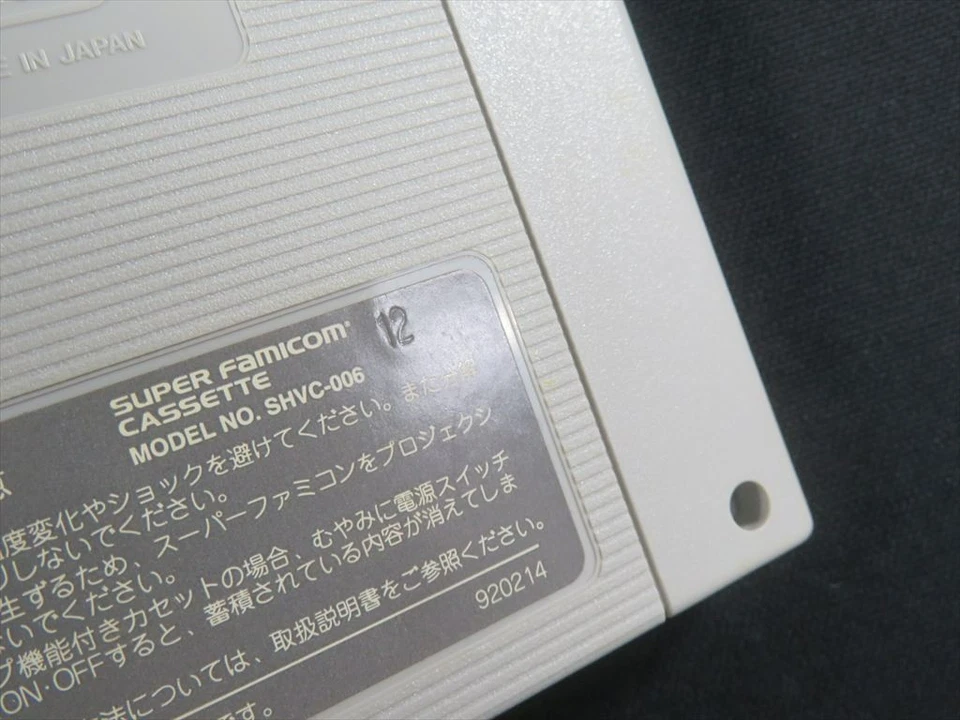 IN JAPAN
12
SUPER FAMICOM
CASSETTE
MODEL NO. SHVC-006
度変化やショックを避けてください。また
しないでください。
生ずるため、スーパーファミコンをプロジェクシ
いでください。
機能付きカセットの場合、むやみに電源スイッチ
ON・OFFすると、蓄積されている内容が消えてしま
法については、取扱説明書をご参照ください。
です。
920214